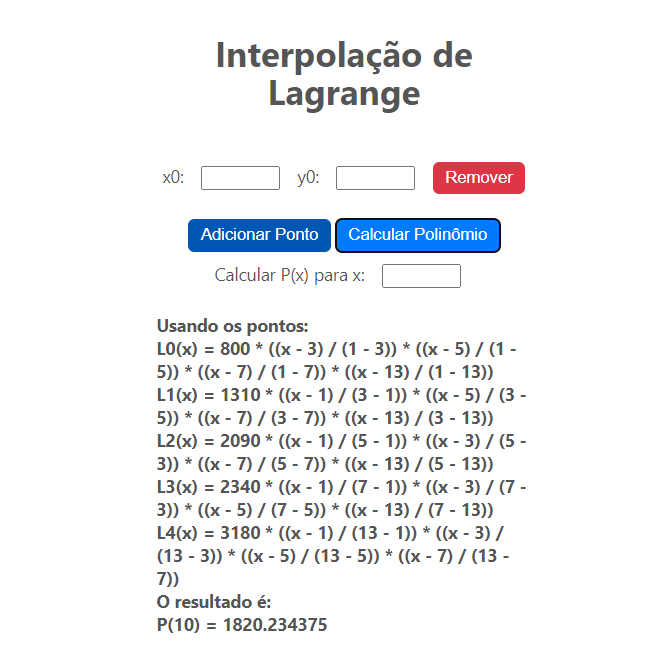 Interpolação de
Lagrange
x0: y0: Remover
Adicionar Ponto Calcular Polinômio
Calcular P(x) para x:
Usando os pontos:
L0(x) = 800 * ((x - 3) / (1 - 3)) * ((x - 5) / (1 -
5)) * ((x - 7) / (1 - 7)) * ((x - 13) / (1 - 13))
L1(x) = 1310 * ((x - 1) / (3 - 1)) * ((x - 5) / (3 -
5)) * ((x - 7) / (3 - 7)) * ((x - 13) / (3 - 13))
L2(x) = 2090 * ((x - 1) / (5 - 1)) * ((x - 3) / (5 -
3)) * ((x - 7) / (5 - 7)) * ((x - 13) / (5 - 13))
L3(x) = 2340 * ((x - 1) / (7 - 1)) * ((x - 3) / (7 -
3)) * ((x - 5) / (7 - 5)) * ((x - 13) / (7 - 13))
L4(x) = 3180 * ((x - 1) / (13 - 1)) * ((x - 3) /
(13 - 3)) * ((x - 5) / (13 - 5)) * ((x - 7) / (13 -
7))
O resultado é:
P(10) = 1820.234375